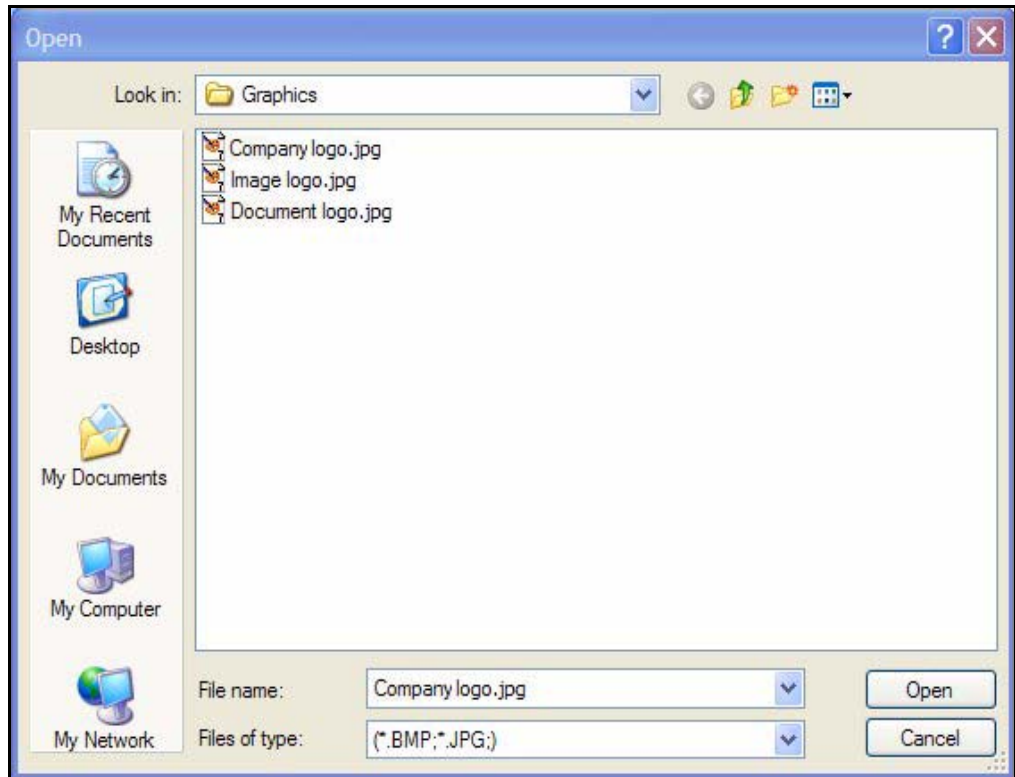 Open
Look in: Graphics
Company logo.jpg
Image logo.jpg
Document logo.jpg
My Recent
Documents
Desktop
My Documents
My Computer
My Network
File name: Company logo.jpg Open
Files of type: (*.BMP;*.JPG;) Cancel